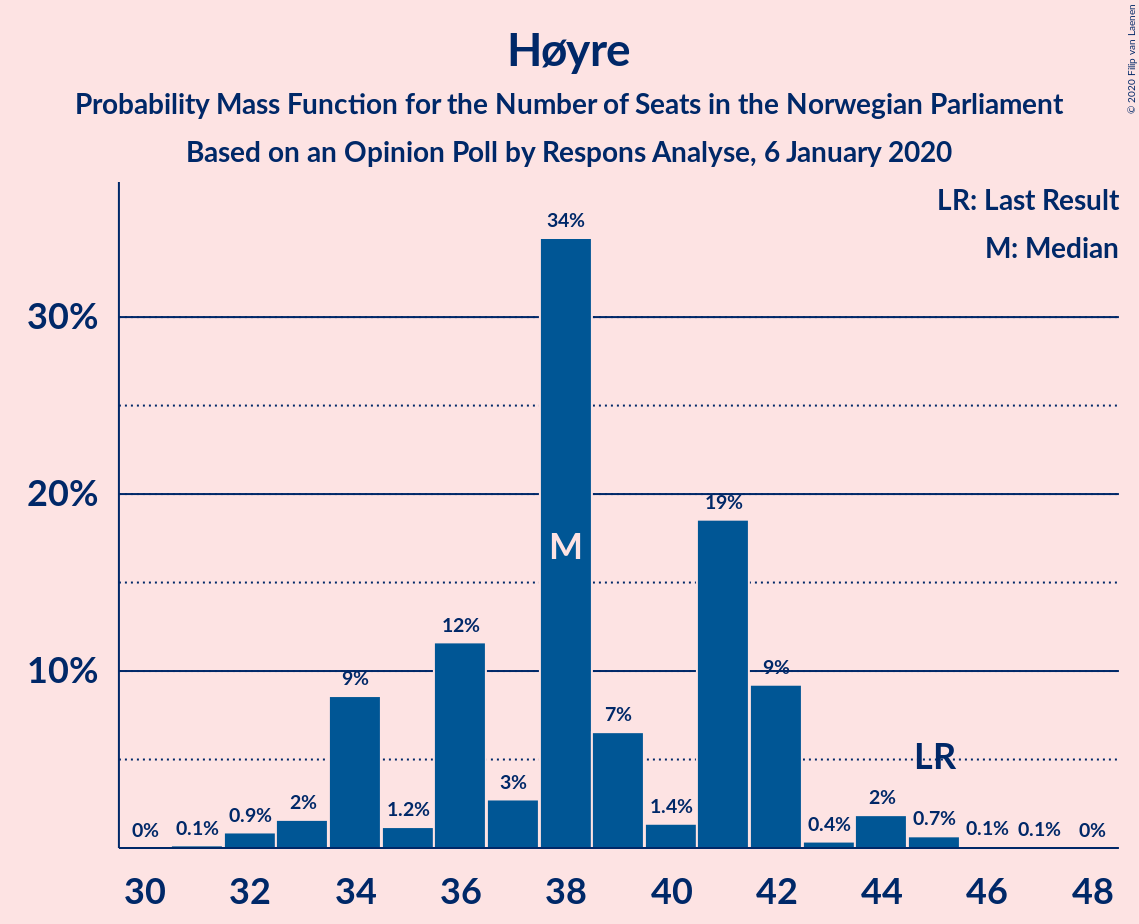 Høyre
Probability Mass Function for the Number of Seats in the Norwegian Parliament
Based on an Opinion Poll by Respons Analyse, 6 January 2020
© 2020 Filip van Laenen
LR: Last Result
M: Median
30%
20%
10%
0%
0.1%
0.9%
2%
9%
1.2%
12%
3%
34%
7%
1.4%
19%
9%
0.4%
2%
0.7%
0.1%
0.1%
0%
M
LR
30 32 34 36 38 40 42 44 46 48